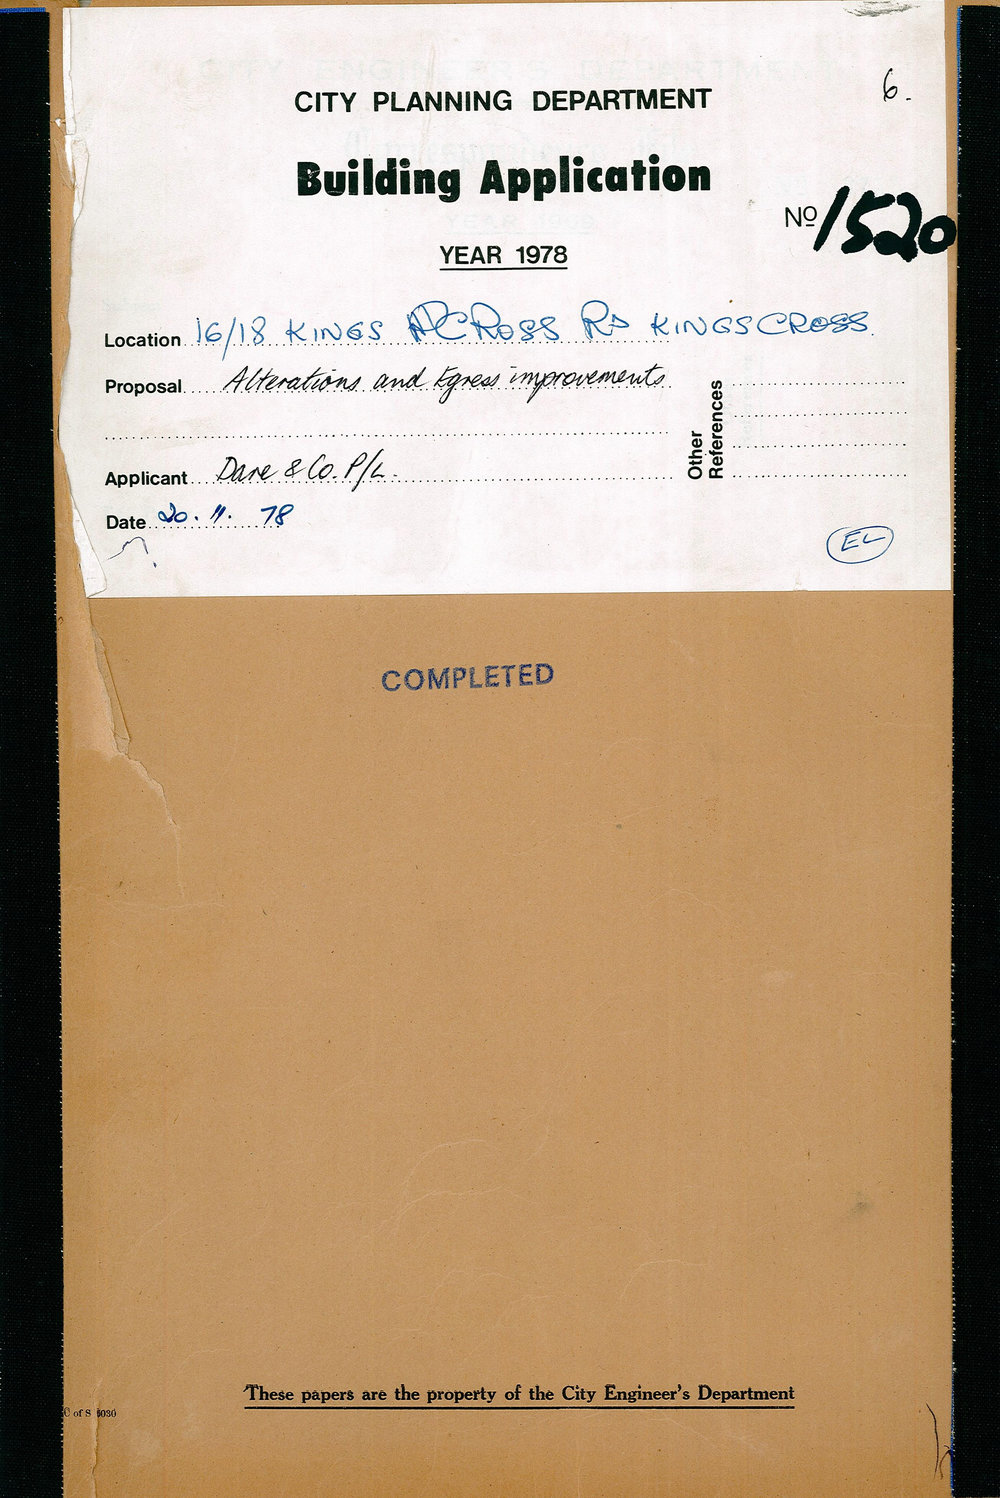 6.
CITY PLANNING DEPARTMENT
Building Application
Nº 1520
YEAR 1978
Location 16/18 KINGS CROSS RD KINGS CROSS
Proposal Alterations and Egress improvements
Other References
Applicant Dare & Co. P/L.
Date 20. 11. 78
EL
COMPLETED
These papers are the property of the City Engineer's Department
C of S 6030